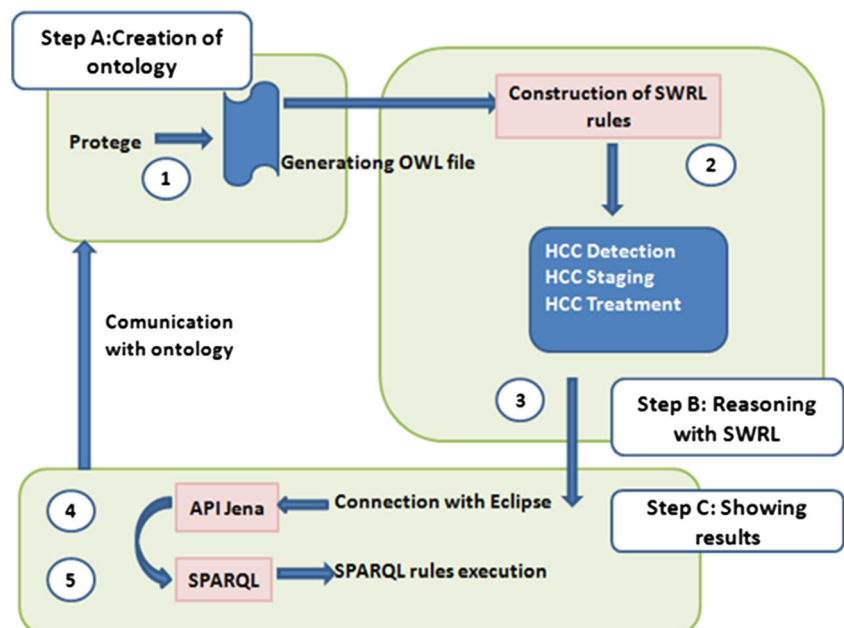 Step A:Creation of
ontology
Protege
1
Generationg OWL file
Construction of SWRL
rules
2
HCC Detection
HCC Staging
HCC Treatment
3
Step B: Reasoning
with SWRL
Comunication
with ontology
4
API Jena
Connection with Eclipse
Step C: Showing
results
5
SPARQL
SPARQL rules execution